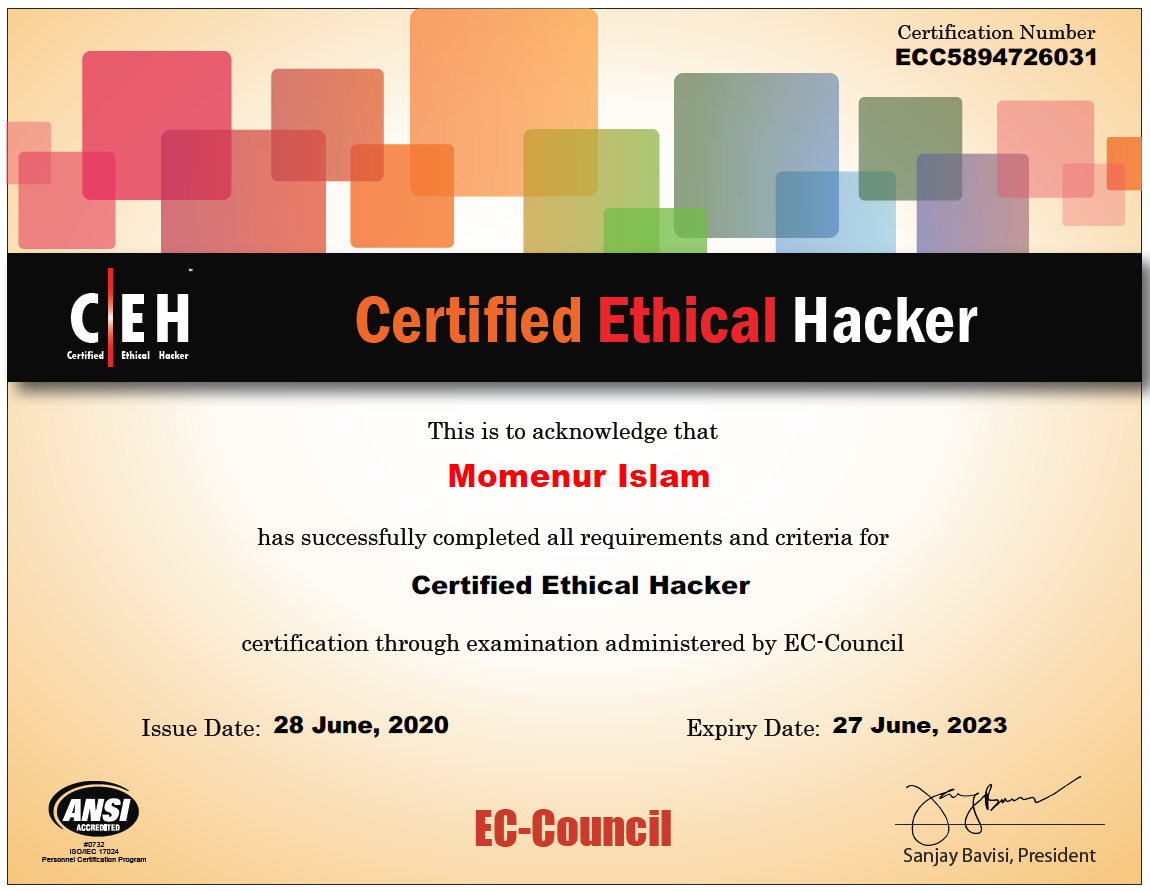 Certification Number
ECC5894726031
C|EH™
Certified Ethical Hacker
Certified Ethical Hacker
This is to acknowledge that
Momenur Islam
has successfully completed all requirements and criteria for
Certified Ethical Hacker
certification through examination administered by EC-Council
Issue Date: 28 June, 2020
Expiry Date: 27 June, 2023
ANSI
ACCREDITED
#0732
ISO/IEC 17024
Personnel Certification Program
EC-Council
Sanjay Bavisi, President